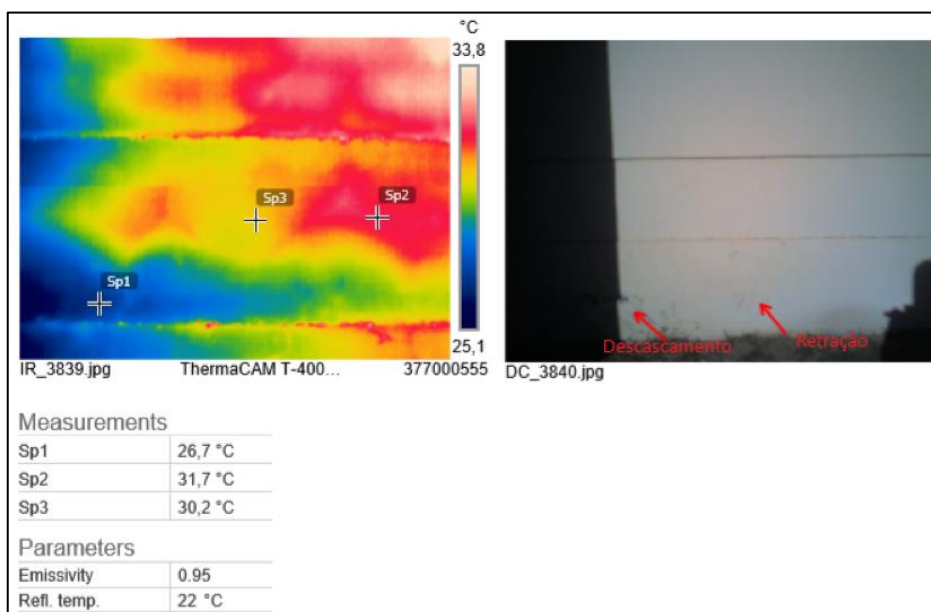 °C
33,8
Sp3
Sp2
Sp1
25,1
IR_3839.jpg ThermaCAM T-400... 377000555
Descascamento
Retração
DC_3840.jpg
Measurements
Sp1 26,7 °C
Sp2 31,7 °C
Sp3 30,2 °C
Parameters
Emissivity 0.95
Refl. temp. 22 °C